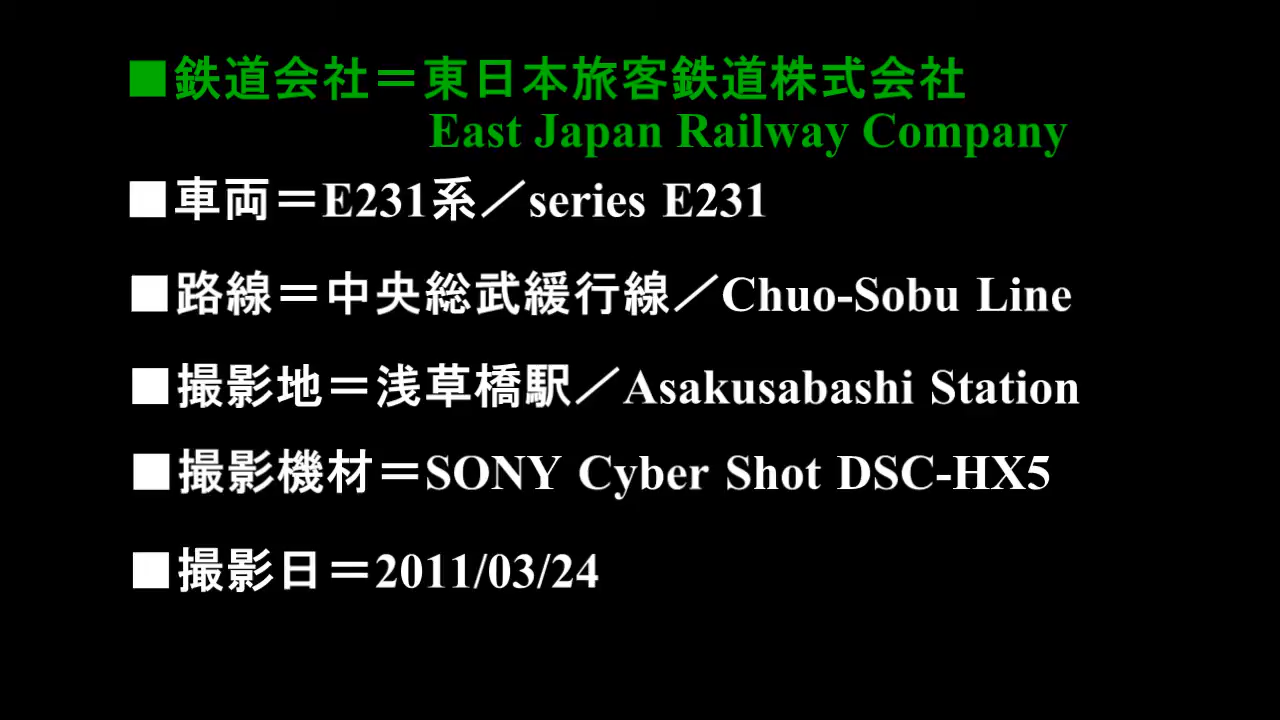 ■鉄道会社＝東日本旅客鉄道株式会社
East Japan Railway Company
■車両＝E231系／series E231
■路線＝中央総武緩行線／Chuo-Sobu Line
■撮影地＝浅草橋駅／Asakusabashi Station
■撮影機材＝SONY Cyber Shot DSC-HX5
■撮影日＝2011/03/24